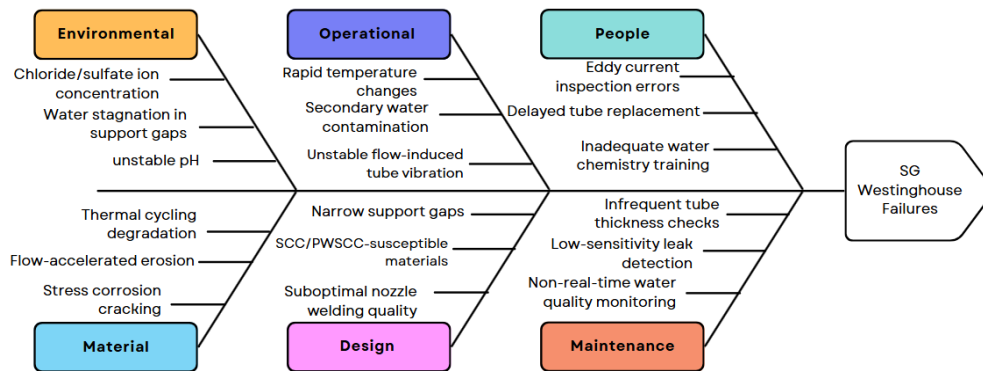 Environmental
Chloride/sulfate ion
concentration
Water stagnation in
support gaps
unstable pH
Operational
Rapid temperature
changes
Secondary water
contamination
Unstable flow-induced
tube vibration
People
Eddy current
inspection errors
Delayed tube replacement
Inadequate water
chemistry training
SG
Westinghouse
Failures
Thermal cycling
degradation
Flow-accelerated erosion
Stress corrosion
cracking
Material
Narrow support gaps
SCC/PWSCC-susceptible
materials
Suboptimal nozzle
welding quality
Design
Infrequent tube
thickness checks
Low-sensitivity leak
detection
Non-real-time water
quality monitoring
Maintenance